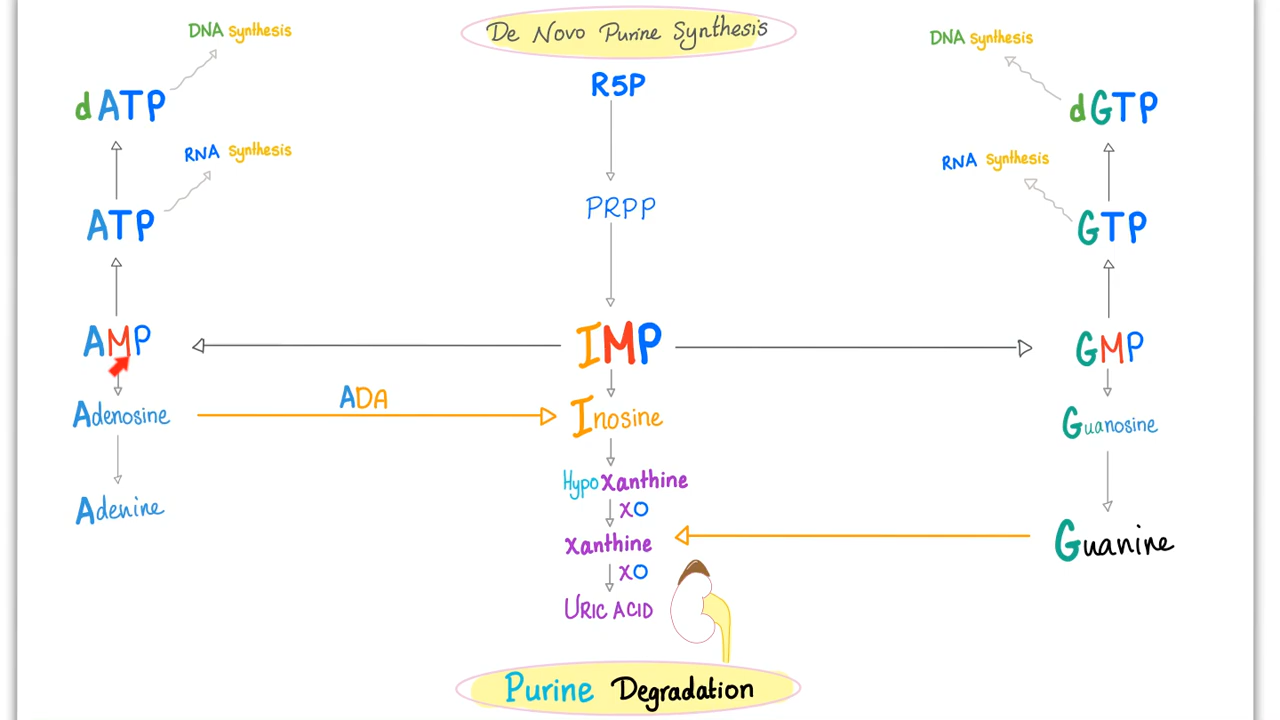 De Novo Purine Synthesis
DNA Synthesis
DNA Synthesis
R5P
dATP
dGTP
RNA Synthesis
RNA Synthesis
PRPP
ATP
GTP
AMP
IMP
GMP
ADA
Adenosine
Inosine
Guanosine
HypoXanthine
XO
Adenine
Xanthine
Guanine
XO
URIC ACID
Purine Degradation